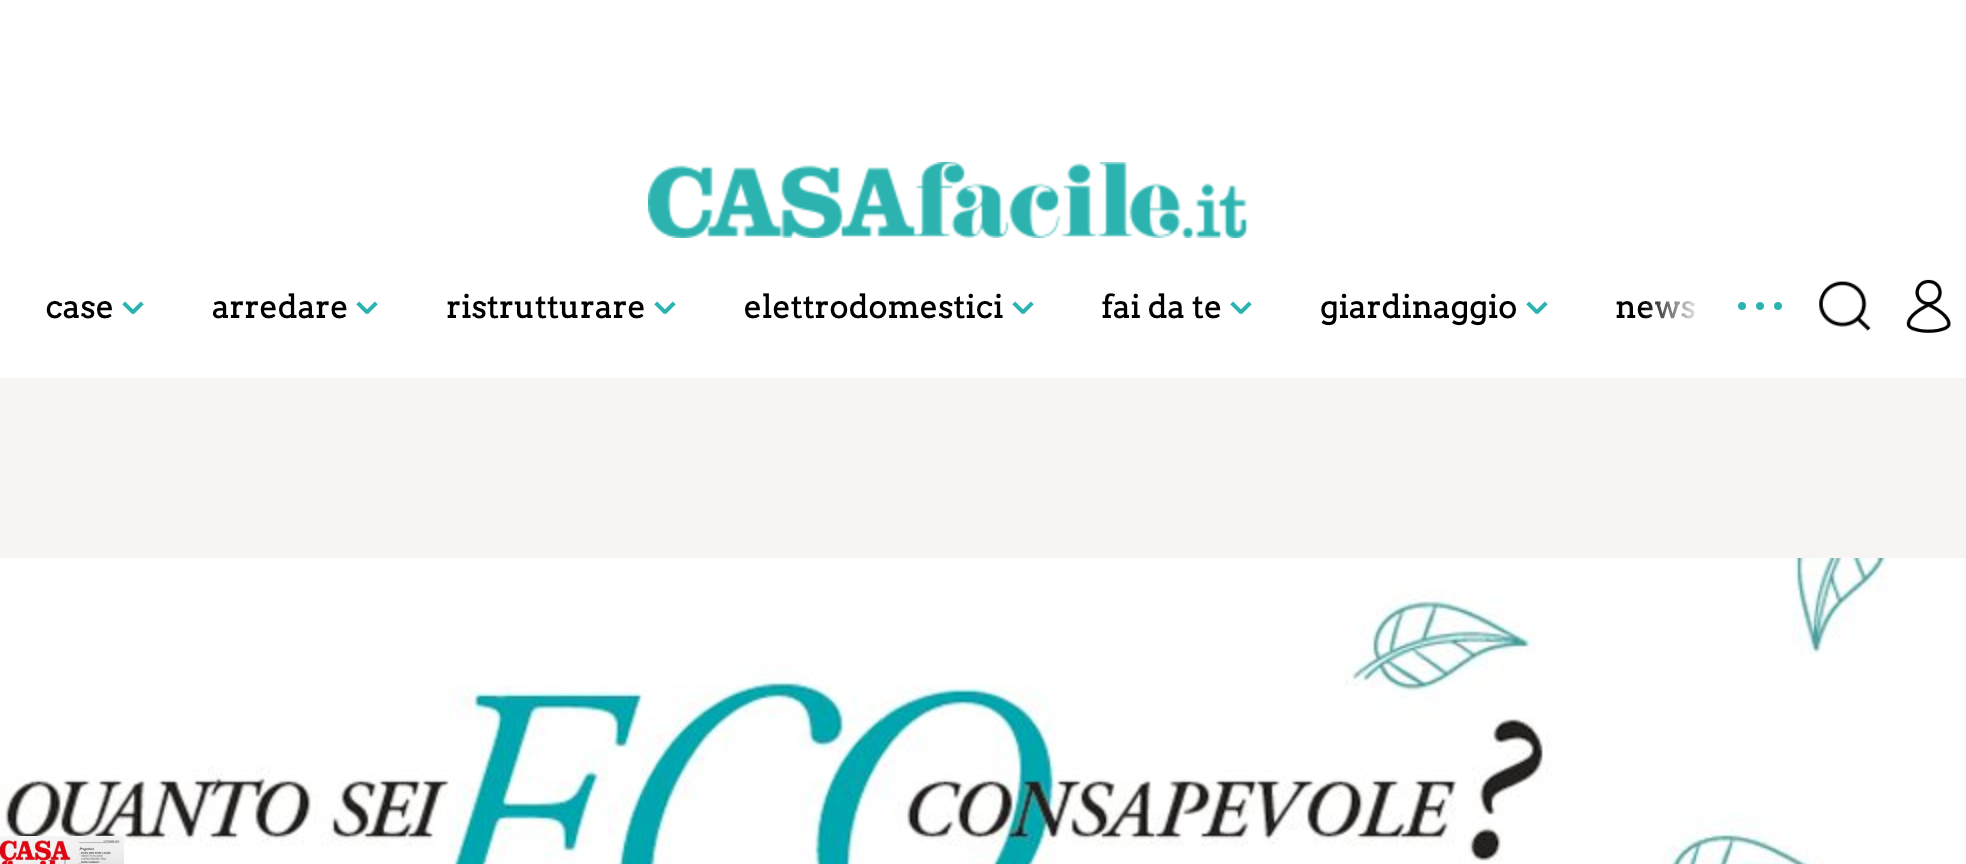 CASAfacile.it
case arredare ristrutturare elettrodomestici fai da te giardinaggio news
QUANTO SEI ECO CONSAPEVOLE?
CASA